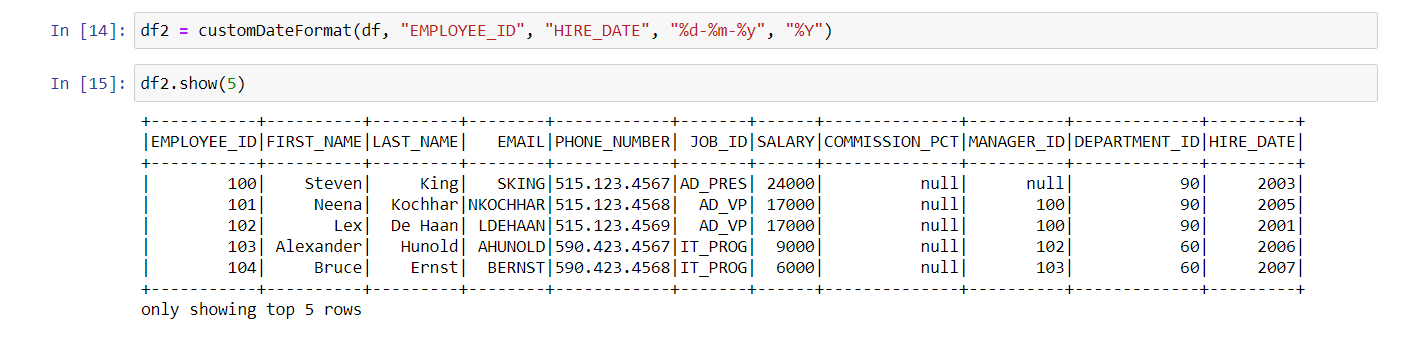 In [14]: df2 = customDateFormat(df, "EMPLOYEE_ID", "HIRE_DATE", "%d-%m-%y", "%Y")
In [15]: df2.show(5)
+-----------+----------+---------+--------+------------+-------+------+--------------+----------+-------------+---------+
|EMPLOYEE_ID|FIRST_NAME|LAST_NAME|   EMAIL|PHONE_NUMBER| JOB_ID|SALARY|COMMISSION_PCT|MANAGER_ID|DEPARTMENT_ID|HIRE_DATE|
+-----------+----------+---------+--------+------------+-------+------+--------------+----------+-------------+---------+
|        100|    Steven|     King|   SKING|515.123.4567|AD_PRES| 24000|          null|      null|           90|     2003|
|        101|     Neena|  Kochhar|NKOCHHAR|515.123.4568|  AD_VP| 17000|          null|       100|           90|     2005|
|        102|       Lex|  De Haan| LDEHAAN|515.123.4569|  AD_VP| 17000|          null|       100|           90|     2001|
|        103| Alexander|   Hunold| AHUNOLD|590.423.4567|IT_PROG|  9000|          null|       102|           60|     2006|
|        104|     Bruce|    Ernst|  BERNST|590.423.4568|IT_PROG|  6000|          null|       103|           60|     2007|
+-----------+----------+---------+--------+------------+-------+------+--------------+----------+-------------+---------+
only showing top 5 rows